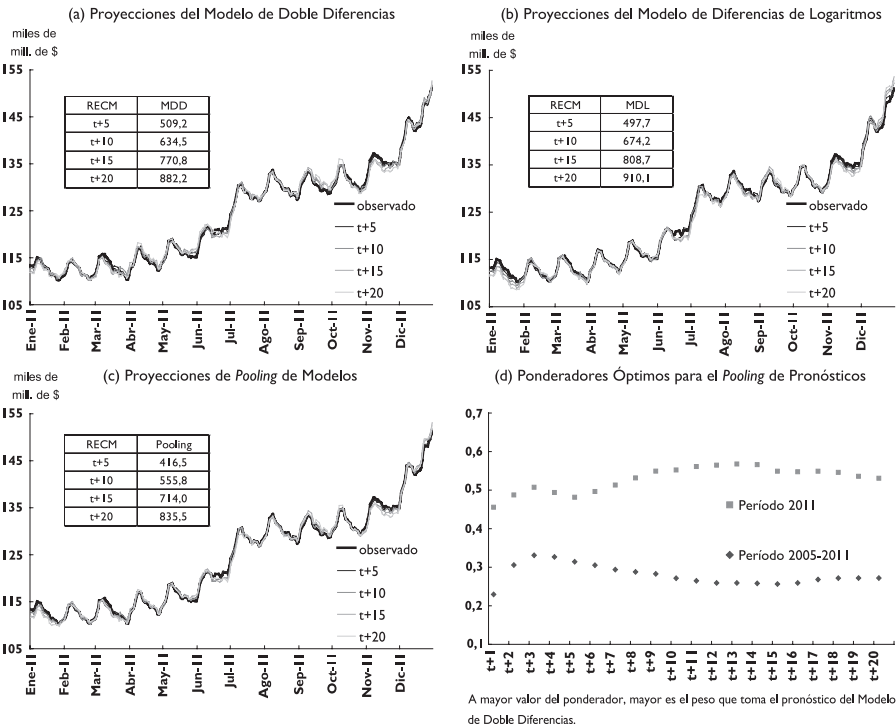 (a) Proyecciones del Modelo de Doble Diferencias
miles de
mill. de $
155
145
135
125
115
105
RECM MDD
t+5 509,2
t+10 634,5
t+15 770,8
t+20 882,2
observado
t+5
t+10
t+15
t+20
Ene-11
Feb-11
Mar-11
Abr-11
May-11
Jun-11
Jul-11
Ago-11
Sep-11
Oct-11
Nov-11
Dic-11
(b) Proyecciones del Modelo de Diferencias de Logaritmos
miles de
mill. de $
155
145
135
125
115
105
RECM MDL
t+5 497,7
t+10 674,2
t+15 808,7
t+20 910,1
observado
t+5
t+10
t+15
t+20
Ene-11
Feb-11
Mar-11
Abr-11
May-11
Jun-11
Jul-11
Ago-11
Sep-11
Oct-11
Nov-11
Dic-11
(c) Proyecciones de Pooling de Modelos
miles de
mill. de $
155
145
135
125
115
105
RECM Pooling
t+5 416,5
t+10 555,8
t+15 714,0
t+20 835,5
observado
t+5
t+10
t+15
t+20
Ene-11
Feb-11
Mar-11
Abr-11
May-11
Jun-11
Jul-11
Ago-11
Sep-11
Oct-11
Nov-11
Dic-11
(d) Ponderadores Óptimos para el Pooling de Pronósticos
0,7
0,6
0,5
0,4
0,3
0,2
0,1
Período 2011
Período 2005-2011
t+1
t+2
t+3
t+4
t+5
t+6
t+7
t+8
t+9
t+10
t+11
t+12
t+13
t+14
t+15
t+16
t+17
t+18
t+19
t+20
A mayor valor del ponderador, mayor es el peso que toma el pronóstico del Modelo
de Doble Diferencias.